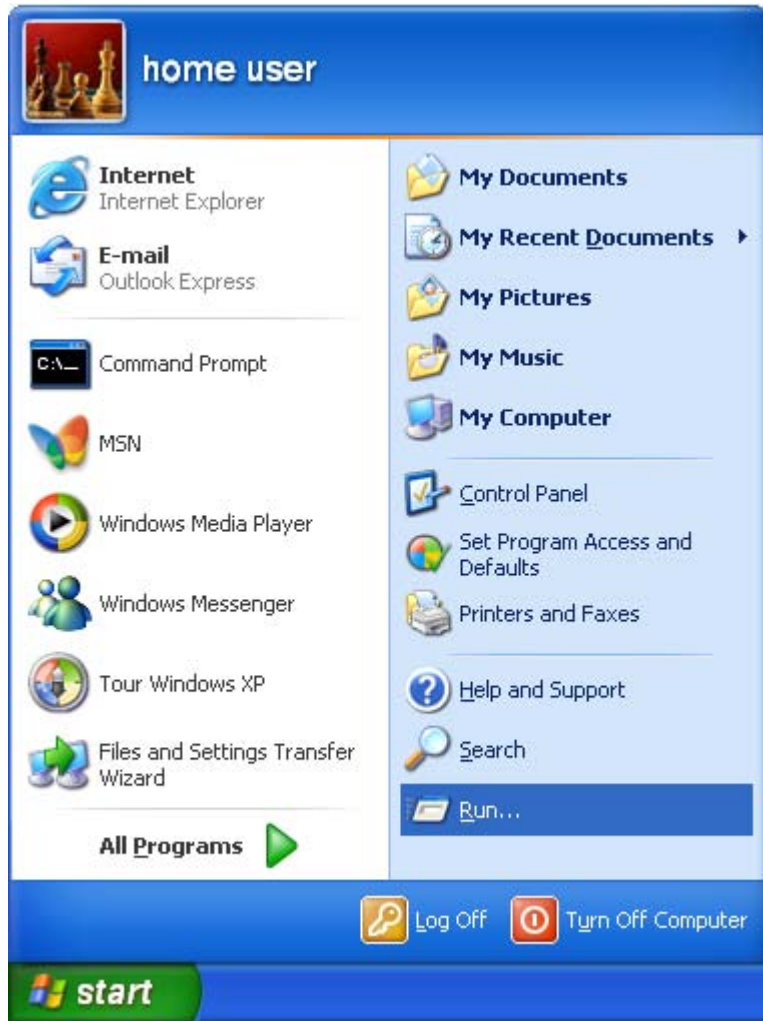 home user
Internet
Internet Explorer
E-mail
Outlook Express
C:\_
Command Prompt
MSN
Windows Media Player
Windows Messenger
Tour Windows XP
Files and Settings Transfer
Wizard
All Programs
My Documents
My Recent Documents
My Pictures
My Music
My Computer
Control Panel
Set Program Access and
Defaults
Printers and Faxes
Help and Support
Search
Run...
Log Off
Turn Off Computer
start